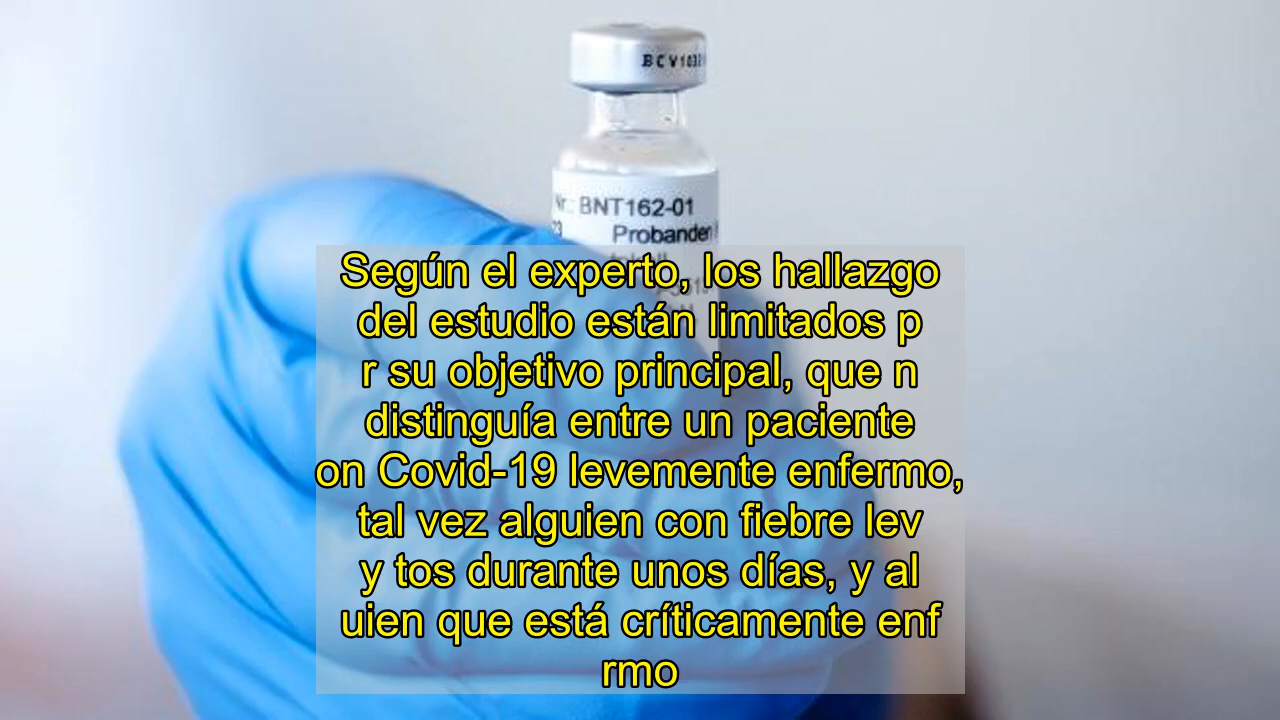 BCV103
Nr.: BNT162-01
Probanden
Según el experto, los hallazgo
del estudio están limitados p
r su objetivo principal, que n
distinguía entre un paciente
on Covid-19 levemente enfermo,
tal vez alguien con fiebre lev
y tos durante unos días, y al
uien que está críticamente enf
rmo